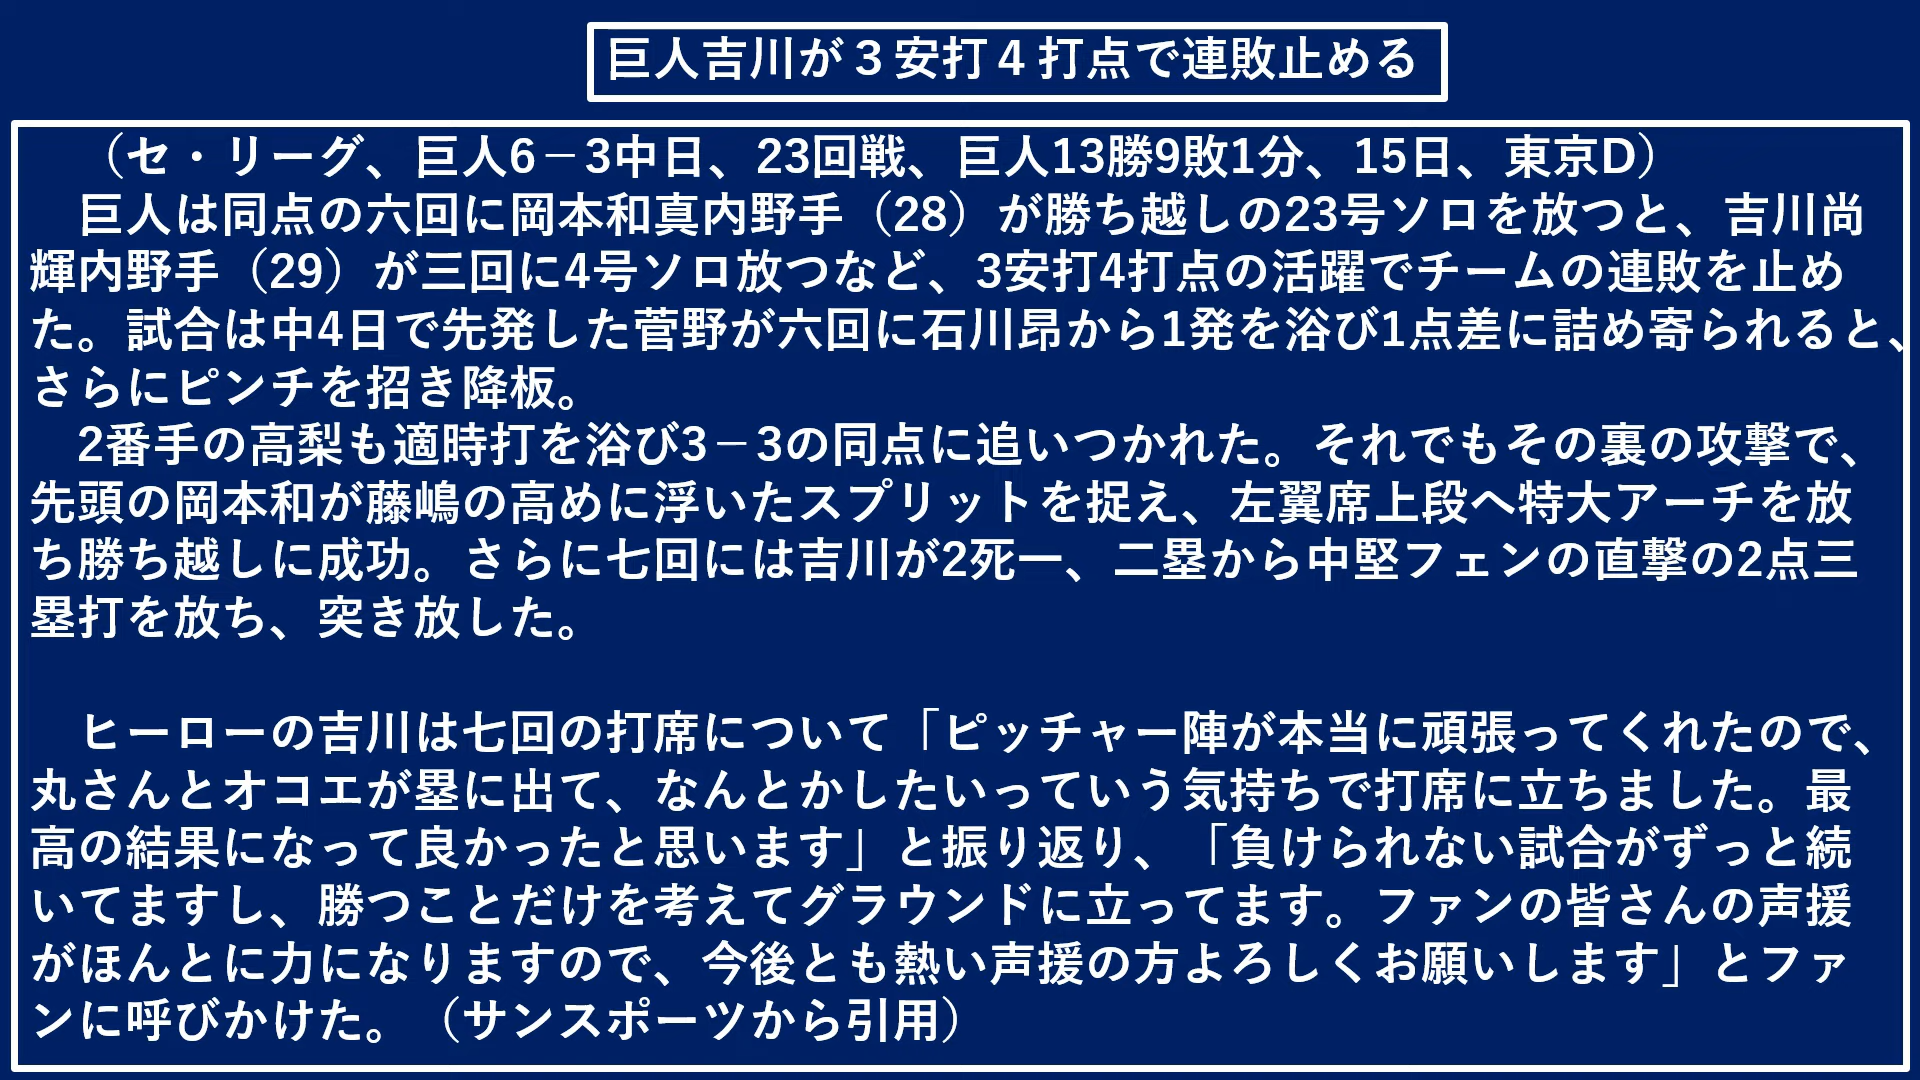 巨人吉川が３安打４打点で連敗止める
（セ・リーグ、巨人6－3中日、23回戦、巨人13勝9敗1分、15日、東京D）
巨人は同点の六回に岡本和真内野手（28）が勝ち越しの23号ソロを放つと、吉川尚
輝内野手（29）が三回に4号ソロ放つなど、3安打4打点の活躍でチームの連敗を止め
た。試合は中4日で先発した菅野が六回に石川昂から1発を浴び1点差に詰め寄られると、
さらにピンチを招き降板。
2番手の高梨も適時打を浴び3－3の同点に追いつかれた。それでもその裏の攻撃で、
先頭の岡本和が藤嶋の高めに浮いたスプリットを捉え、左翼席上段へ特大アーチを放
ち勝ち越しに成功。さらに七回には吉川が2死一、二塁から中堅フェンの直撃の2点三
塁打を放ち、突き放した。
ヒーローの吉川は七回の打席について「ピッチャー陣が本当に頑張ってくれたので、
丸さんとオコエが塁に出て、なんとかしたいっていう気持ちで打席に立ちました。最
高の結果になって良かったと思います」と振り返り、「負けられない試合がずっと続
いてますし、勝つことだけを考えてグラウンドに立ってます。ファンの皆さんの声援
がほんとに力になりますので、今後とも熱い声援の方よろしくお願いします」とファ
ンに呼びかけた。（サンスポーツから引用）